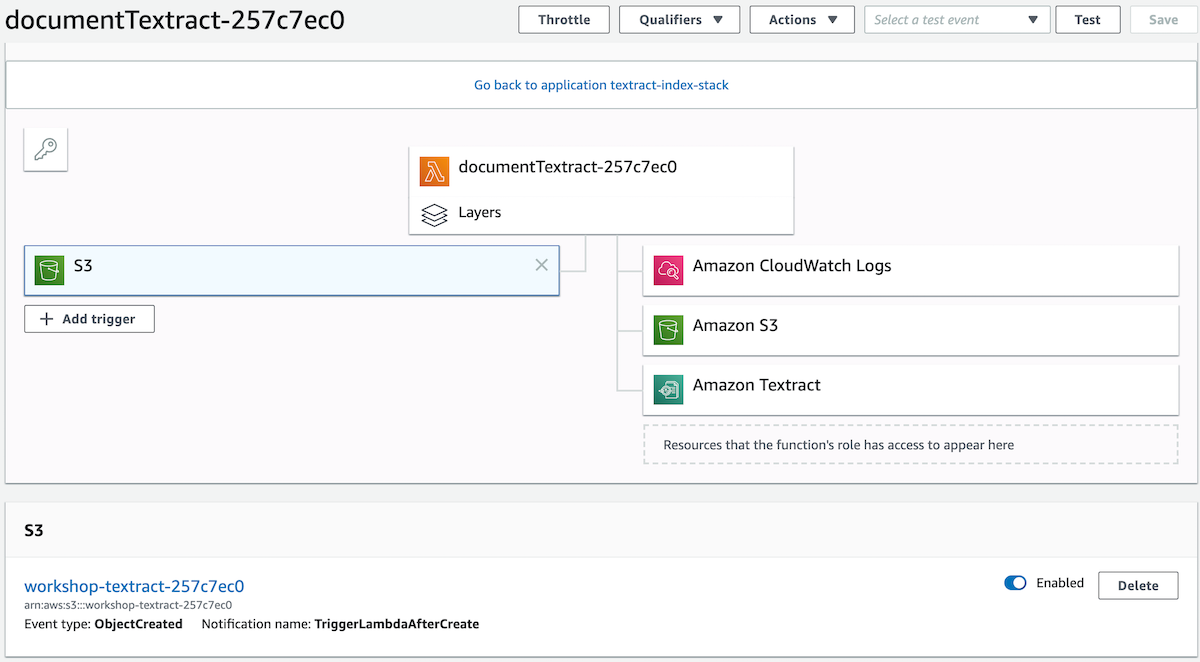 documentTextract-257c7ec0
Throttle Qualifiers Actions Select a test event Test Save
Go back to application textract-index-stack
documentTextract-257c7ec0
Layers
S3
Add trigger
Amazon CloudWatch Logs
Amazon S3
Amazon Textract
Resources that the function's role has access to appear here
S3
workshop-textract-257c7ec0
arn:aws:s3:::workshop-textract-257c7ec0
Event type: ObjectCreated Notification name: TriggerLambdaAfterCreate
Enabled Delete